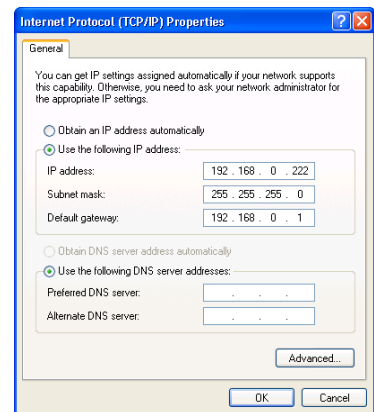 Internet Protocol (TCP/IP) Properties
General
You can get IP settings assigned automatically if your network supports
this capability. Otherwise, you need to ask your network administrator for
the appropriate IP settings.
Obtain an IP address automatically
Use the following IP address:
IP address: 192 . 168 . 0 . 222
Subnet mask: 255 . 255 . 255 . 0
Default gateway: 192 . 168 . 0 . 1
Obtain DNS server address automatically
Use the following DNS server addresses:
Preferred DNS server: . . .
Alternate DNS server: . . .
Advanced...
OK Cancel